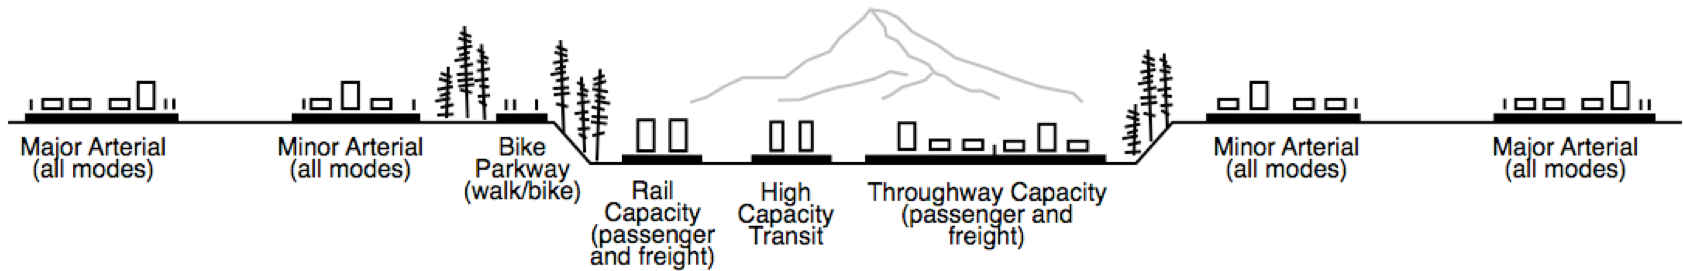 Major Arterial
(all modes)
Minor Arterial
(all modes)
Bike
Parkway
(walk/bike)
Rail
Capacity
(passenger
and freight)
High
Capacity
Transit
Throughway Capacity
(passenger and
freight)
Minor Arterial
(all modes)
Major Arterial
(all modes)